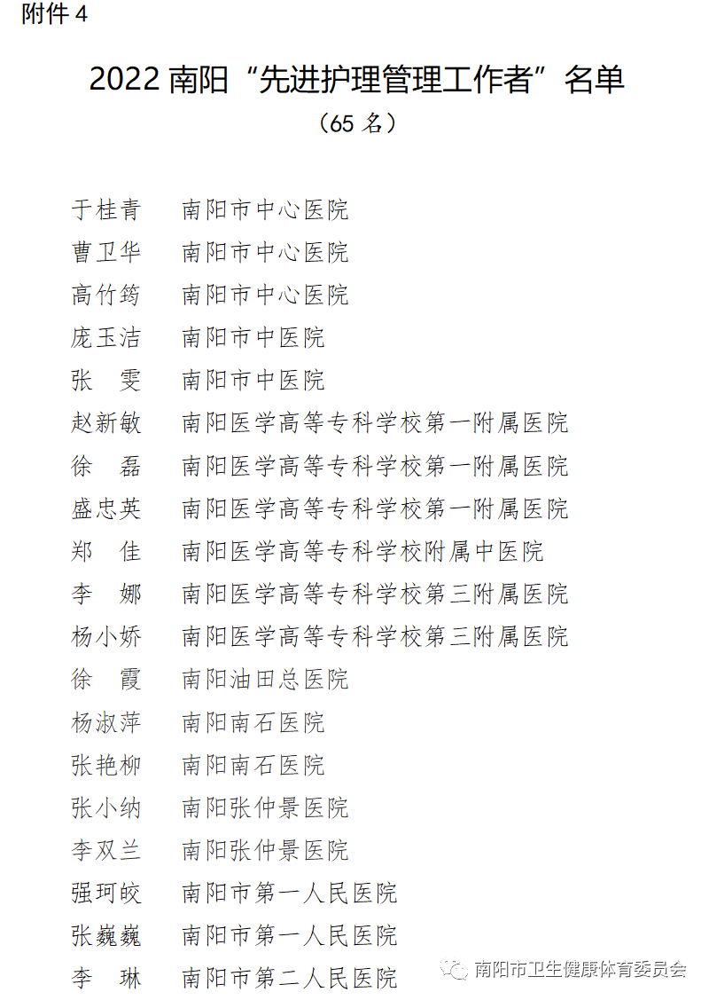 附件 4
2022 南阳“先进护理管理工作者”名单
（65 名）
于桂青 南阳市中心医院
曹卫华 南阳市中心医院
高竹筠 南阳市中心医院
庞玉洁 南阳市中医院
张 雯 南阳市中医院
赵新敏 南阳医学高等专科学校第一附属医院
徐 磊 南阳医学高等专科学校第一附属医院
盛忠英 南阳医学高等专科学校第一附属医院
郑 佳 南阳医学高等专科学校附属中医院
李 娜 南阳医学高等专科学校第三附属医院
杨小娇 南阳医学高等专科学校第三附属医院
徐 霞 南阳油田总医院
杨淑萍 南阳南石医院
张艳柳 南阳南石医院
张小纳 南阳张仲景医院
李双兰 南阳张仲景医院
强珂皎 南阳市第一人民医院
张巍巍 南阳市第一人民医院
李 琳 南阳市第二人民医院
南阳市卫生健康体育委员会